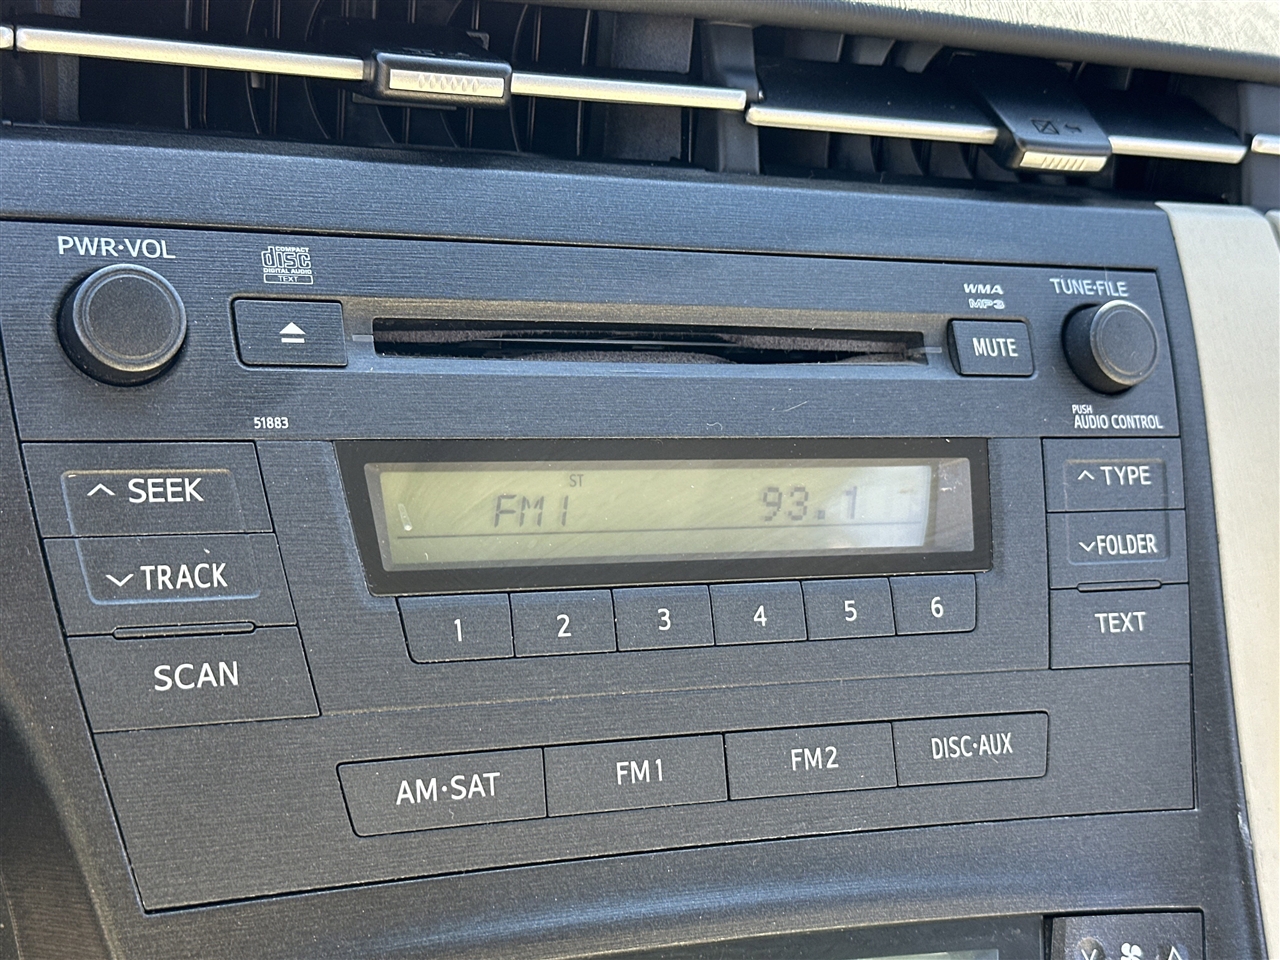 PWR·VOL
COMPACT
disc
DIGITAL AUDIO
TEXT
WMA
MP3
TUNE·FILE
MUTE
PUSH
AUDIO CONTROL
51883
SEEK
ST
FM1 93.1
TYPE
TRACK
FOLDER
1 2 3 4 5 6
TEXT
SCAN
AM·SAT FM1 FM2 DISC·AUX